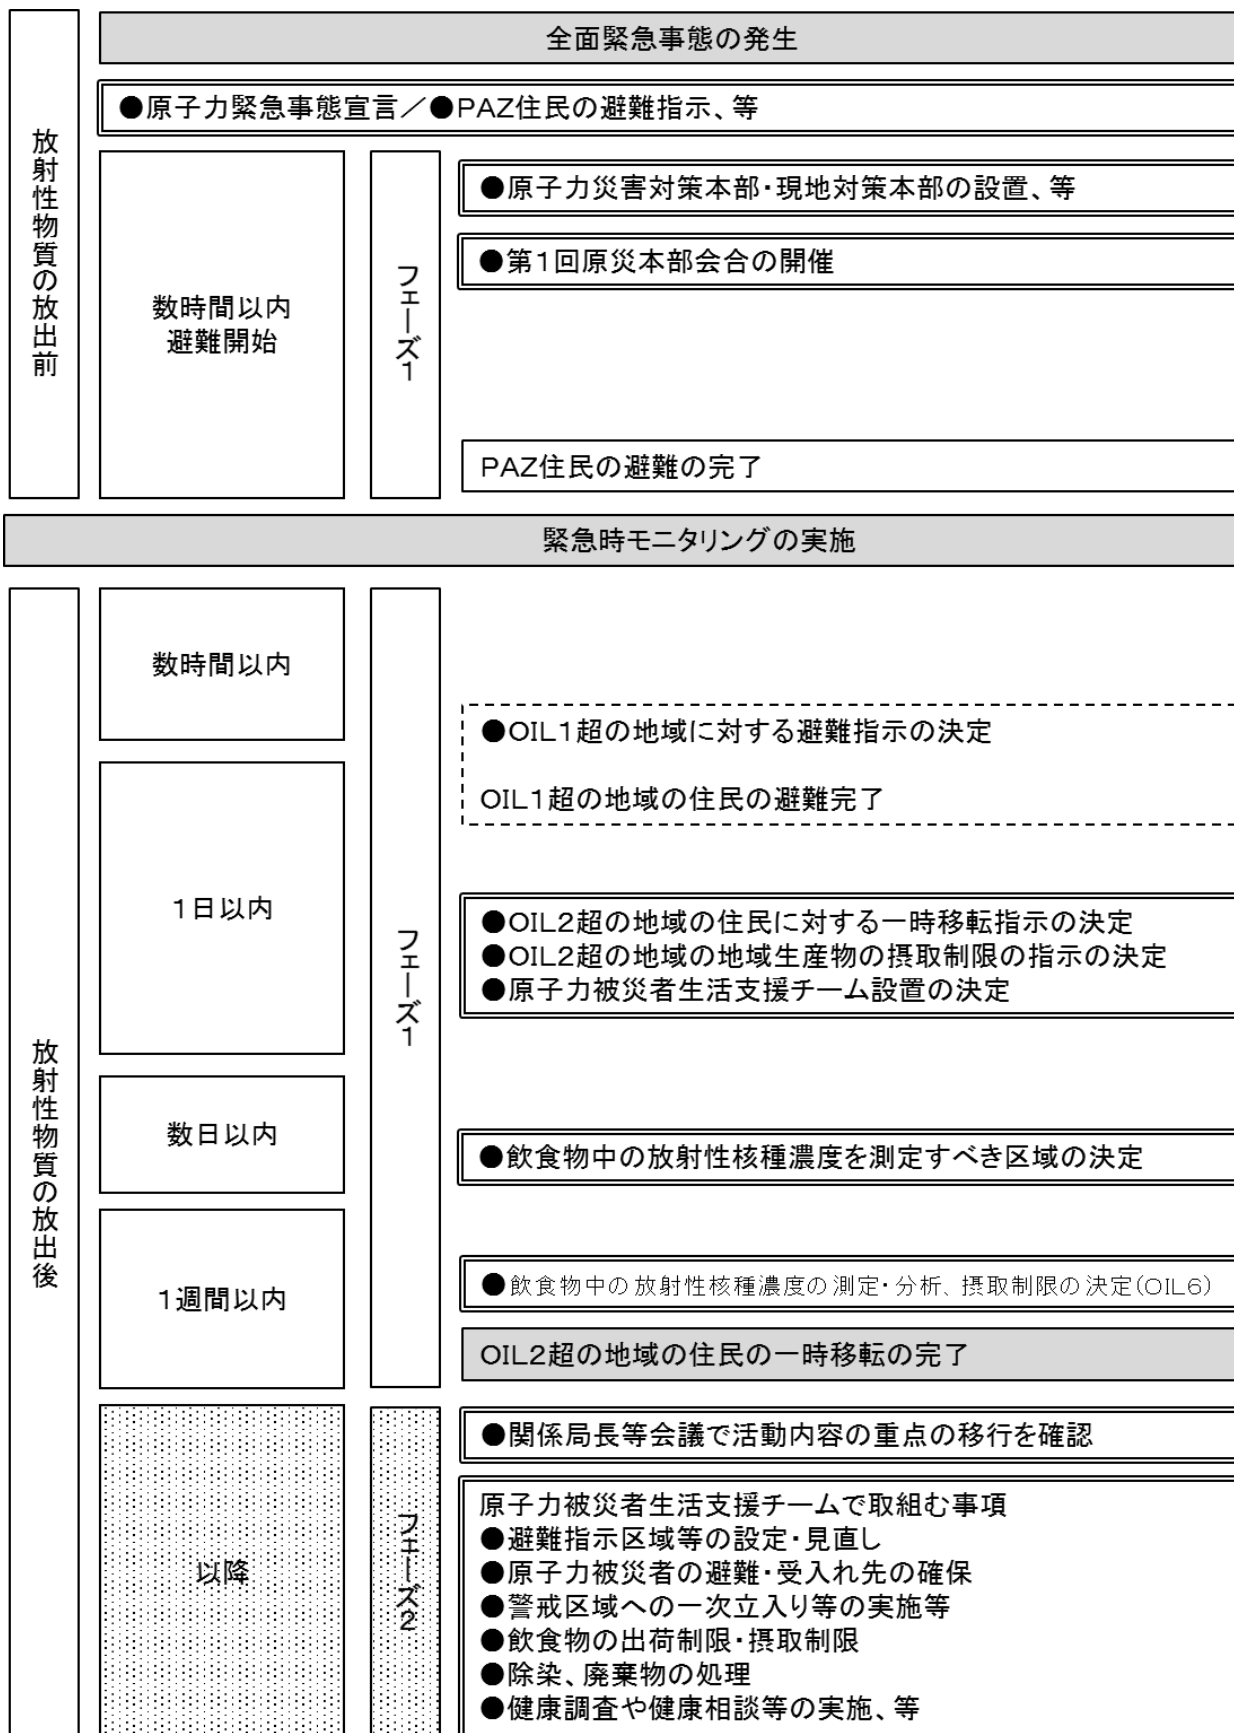 全面緊急事態の発生
●原子力緊急事態宣言／●PAZ住民の避難指示、等
放射性物質の放出前
数時間以内
避難開始
フェーズ1
●原子力災害対策本部・現地対策本部の設置、等
●第1回原災本部会合の開催
PAZ住民の避難の完了
緊急時モニタリングの実施
放射性物質の放出後
数時間以内
1日以内
数日以内
1週間以内
フェーズ1
●OIL1超の地域に対する避難指示の決定
OIL1超の地域の住民の避難完了
●OIL2超の地域の住民に対する一時移転指示の決定
●OIL2超の地域の地域生産物の摂取制限の指示の決定
●原子力被災者生活支援チーム設置の決定
●飲食物中の放射性核種濃度を測定すべき区域の決定
●飲食物中の放射性核種濃度の測定・分析、摂取制限の決定(OIL6)
OIL2超の地域の住民の一時移転の完了
以降
フェーズ2
●関係局長等会議で活動内容の重点の移行を確認
原子力被災者生活支援チームで取組む事項
●避難指示区域等の設定・見直し
●原子力被災者の避難・受入れ先の確保
●警戒区域への一次立入り等の実施等
●飲食物の出荷制限・摂取制限
●除染、廃棄物の処理
●健康調査や健康相談等の実施、等